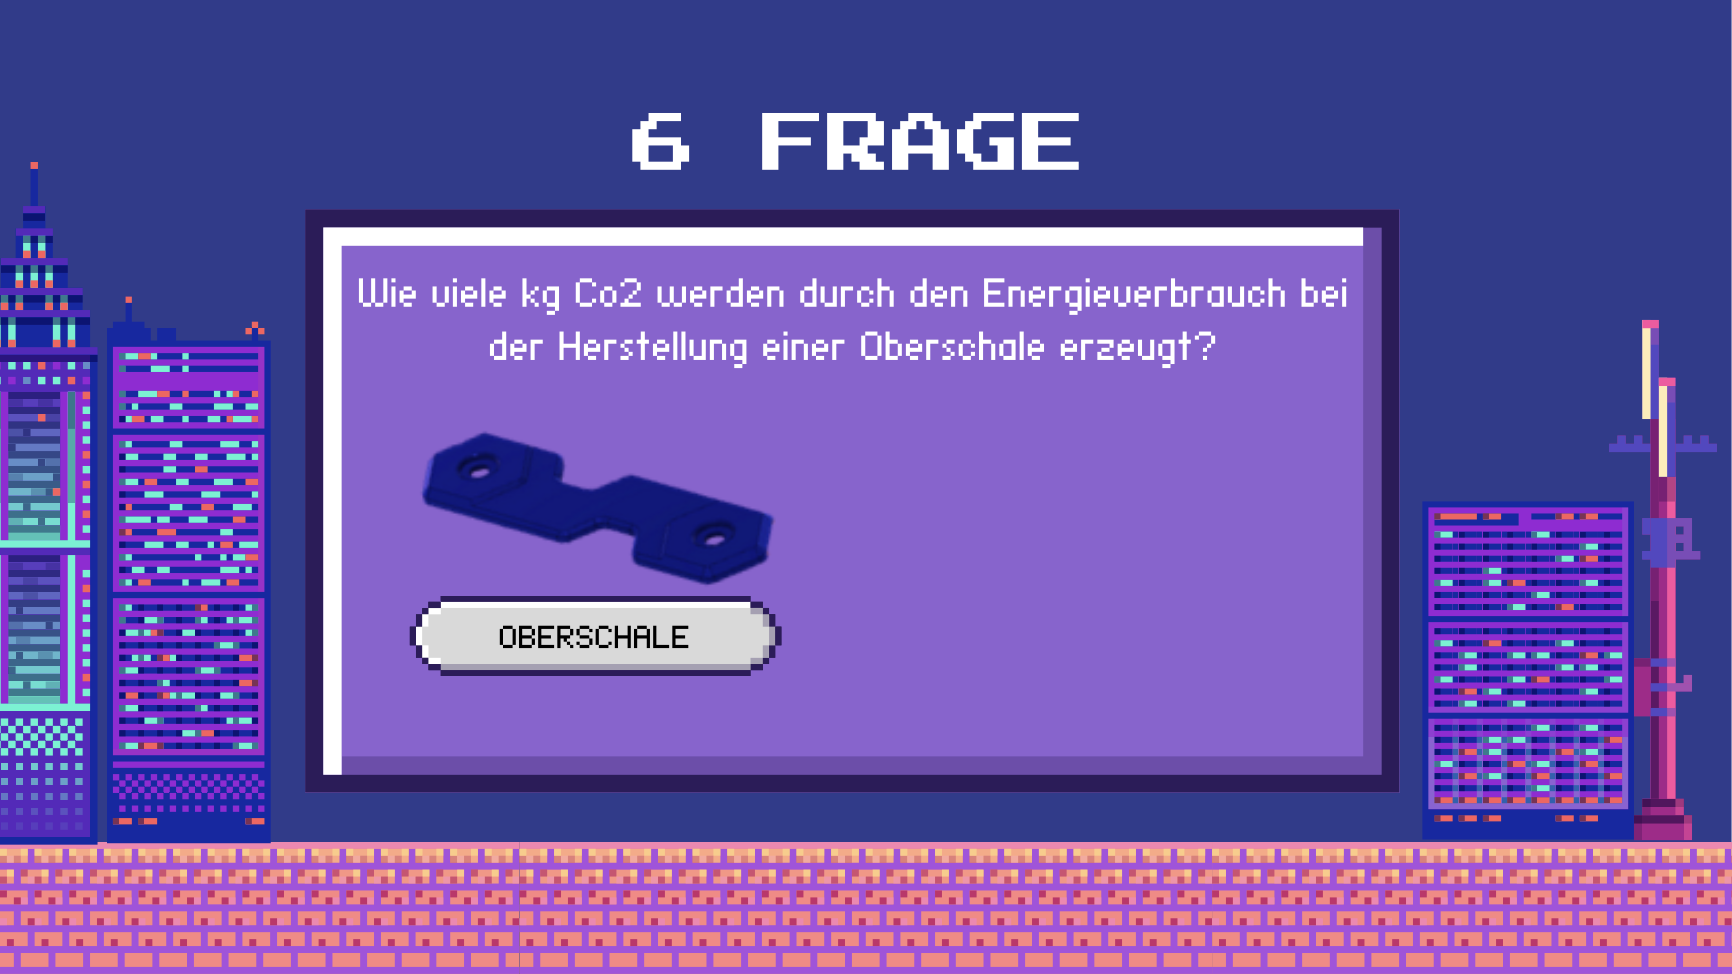 6 FRAGE
Wie viele kg Co2 werden durch den Energieverbrauch bei
der Herstellung einer Oberschale erzeugt?
OBERSCHALE